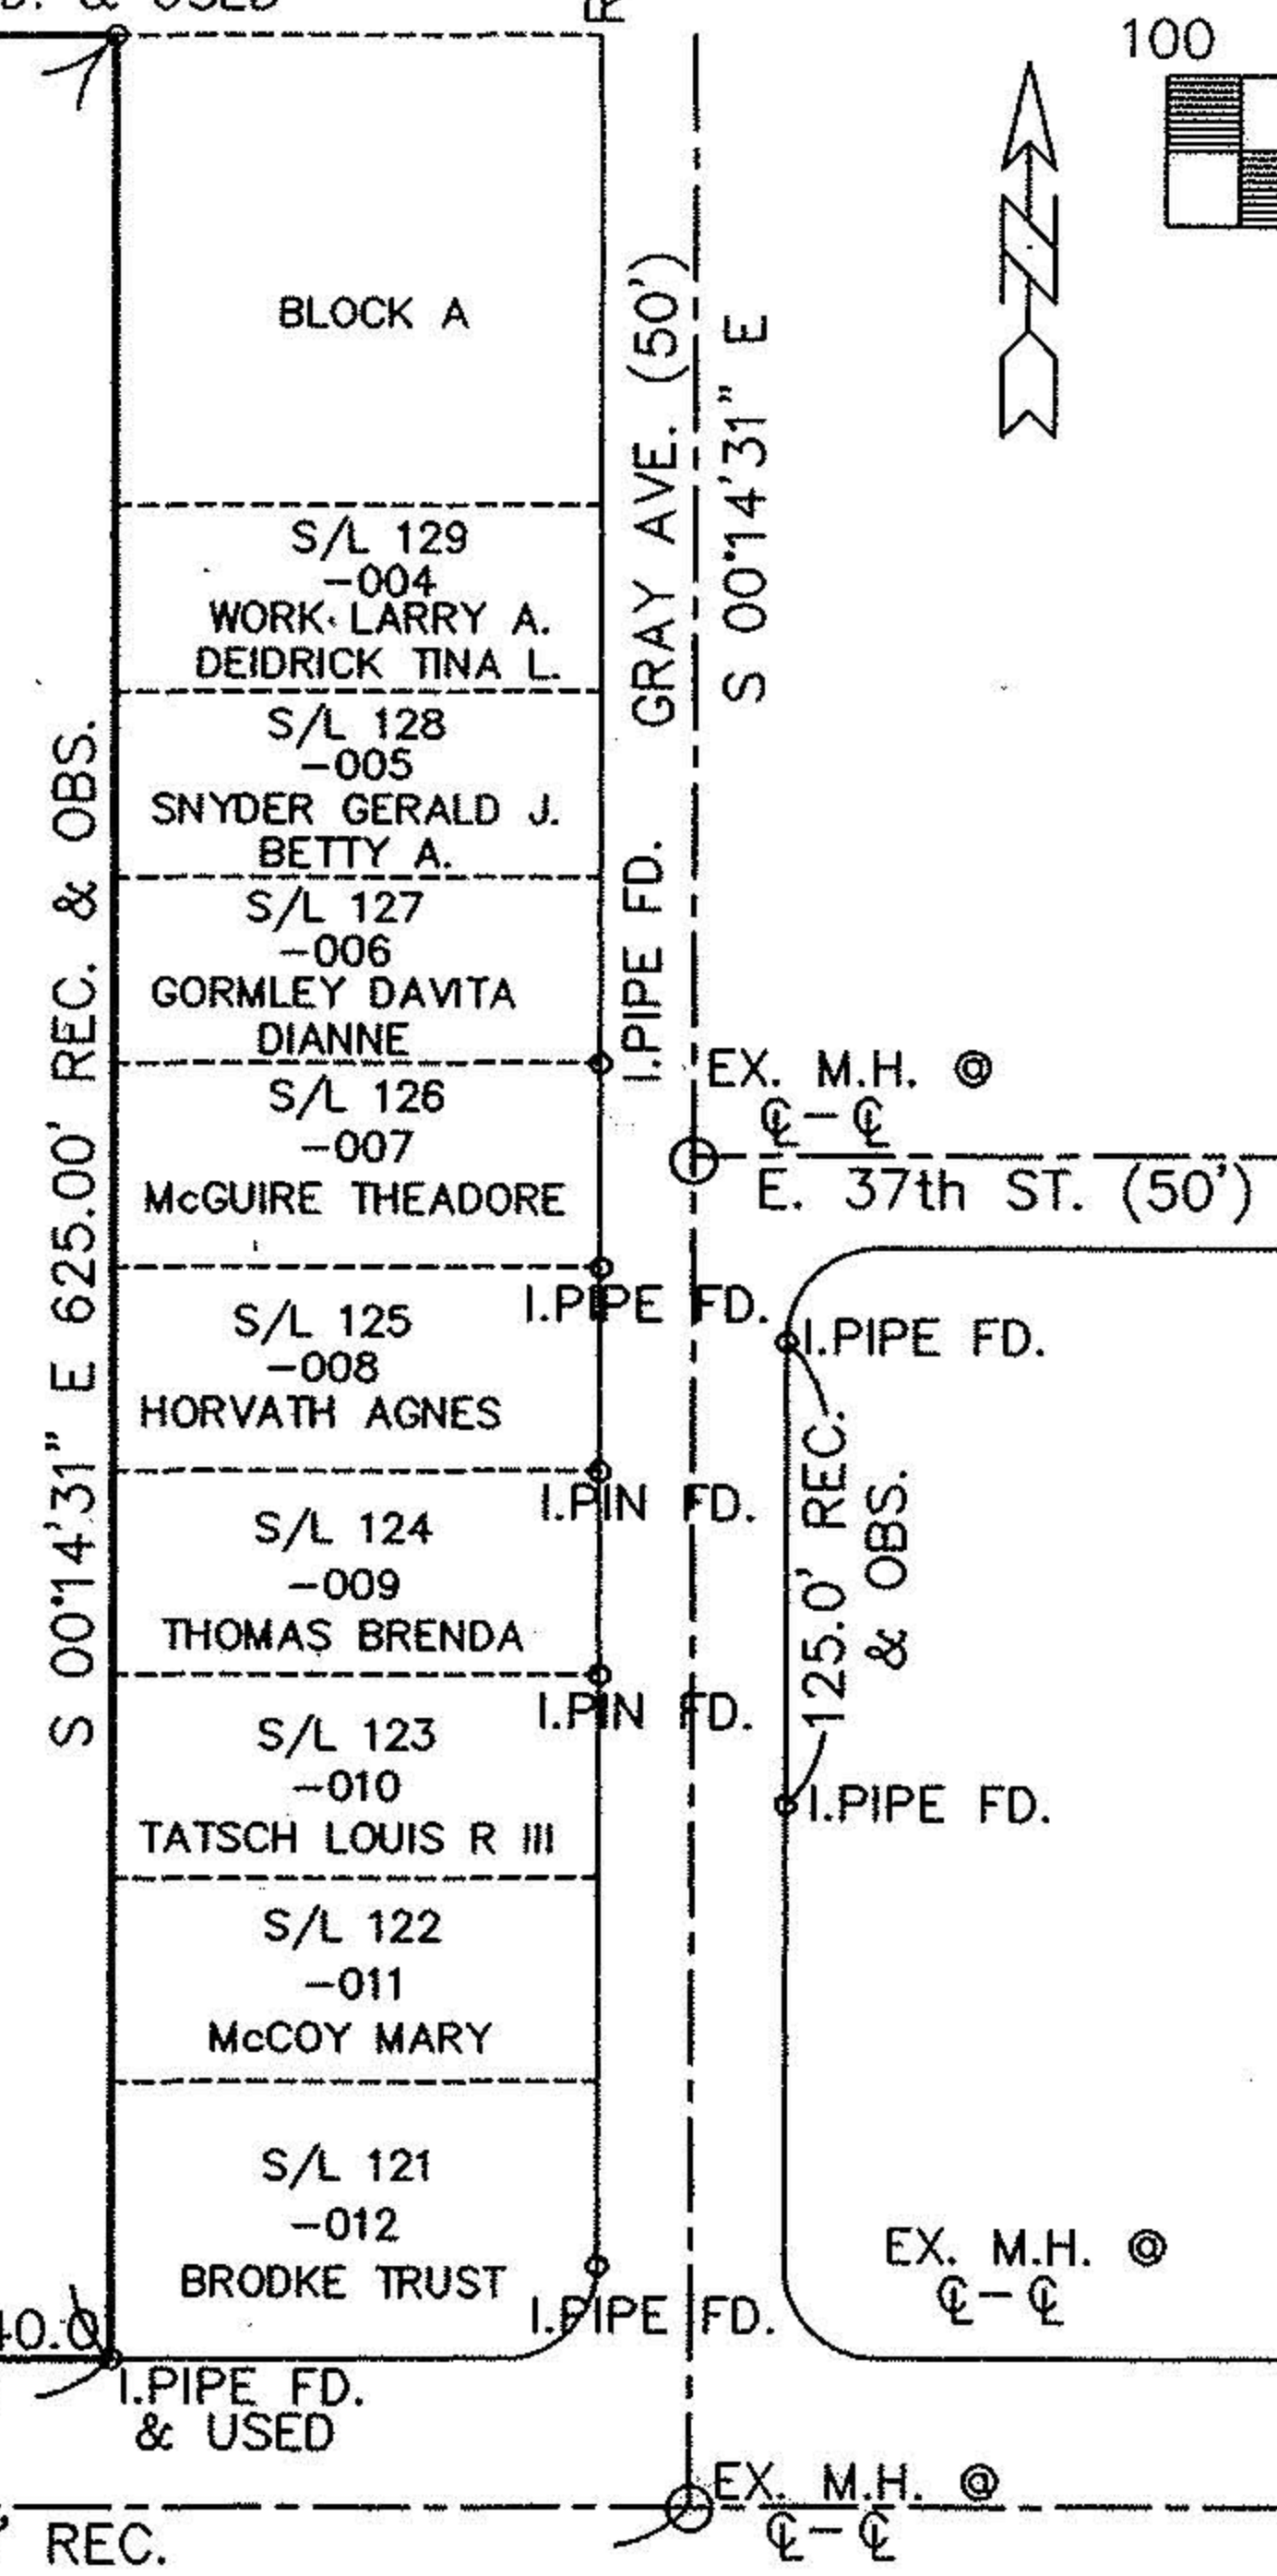 & USED
R
100
BLOCK A
GRAY AVE. (50')
S 00°14'31" E
S/L 129
-004
WORK LARRY A.
DEIDRICK TINA L.
S/L 128
-005
SNYDER GERALD J.
BETTY A.
S/L 127
-006
GORMLEY DAVITA
DIANNE
I.PIPE FD.
S 00°14'31" E 625.00' REC. & OBS.
EX. M.H. @
℄-℄
E. 37th ST. (50')
S/L 126
-007
McGUIRE THEADORE
I.PIPE FD.
I.PIPE FD.
S/L 125
-008
HORVATH AGNES
I.PIN FD.
125.0' REC.
& OBS.
S/L 124
-009
THOMAS BRENDA
I.PIN FD.
S/L 123
-010
TATSCH LOUIS R III
I.PIPE FD.
S/L 122
-011
McCOY MARY
S/L 121
-012
BRODKE TRUST
I.PIPE FD.
EX. M.H. @
℄-℄
40.0
I.PIPE FD.
& USED
EX. M.H. @
℄-℄
' REC.